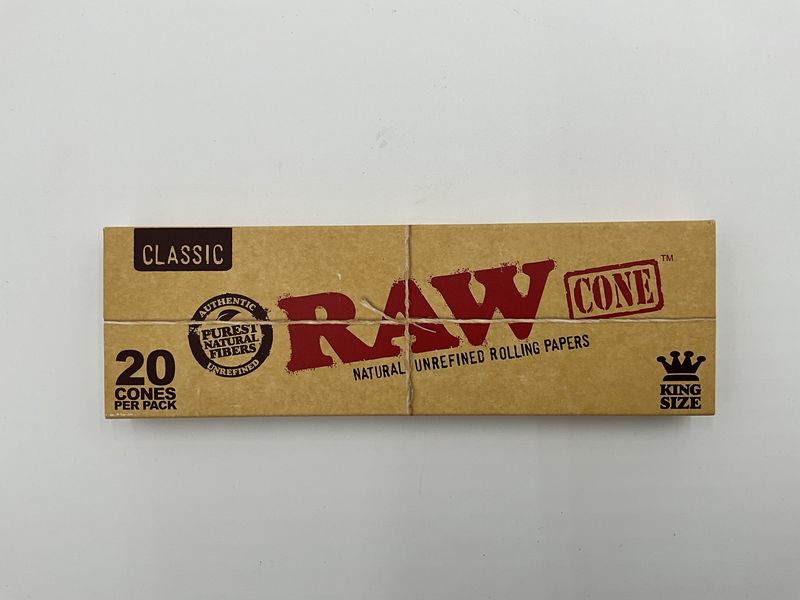 CLASSIC
AUTHENTIC
PUREST
NATURAL
FIBERS
UNREFINED
RAW
CONE
™
NATURAL UNREFINED ROLLING PAPERS
20
CONES
PER PACK
KING
SIZE